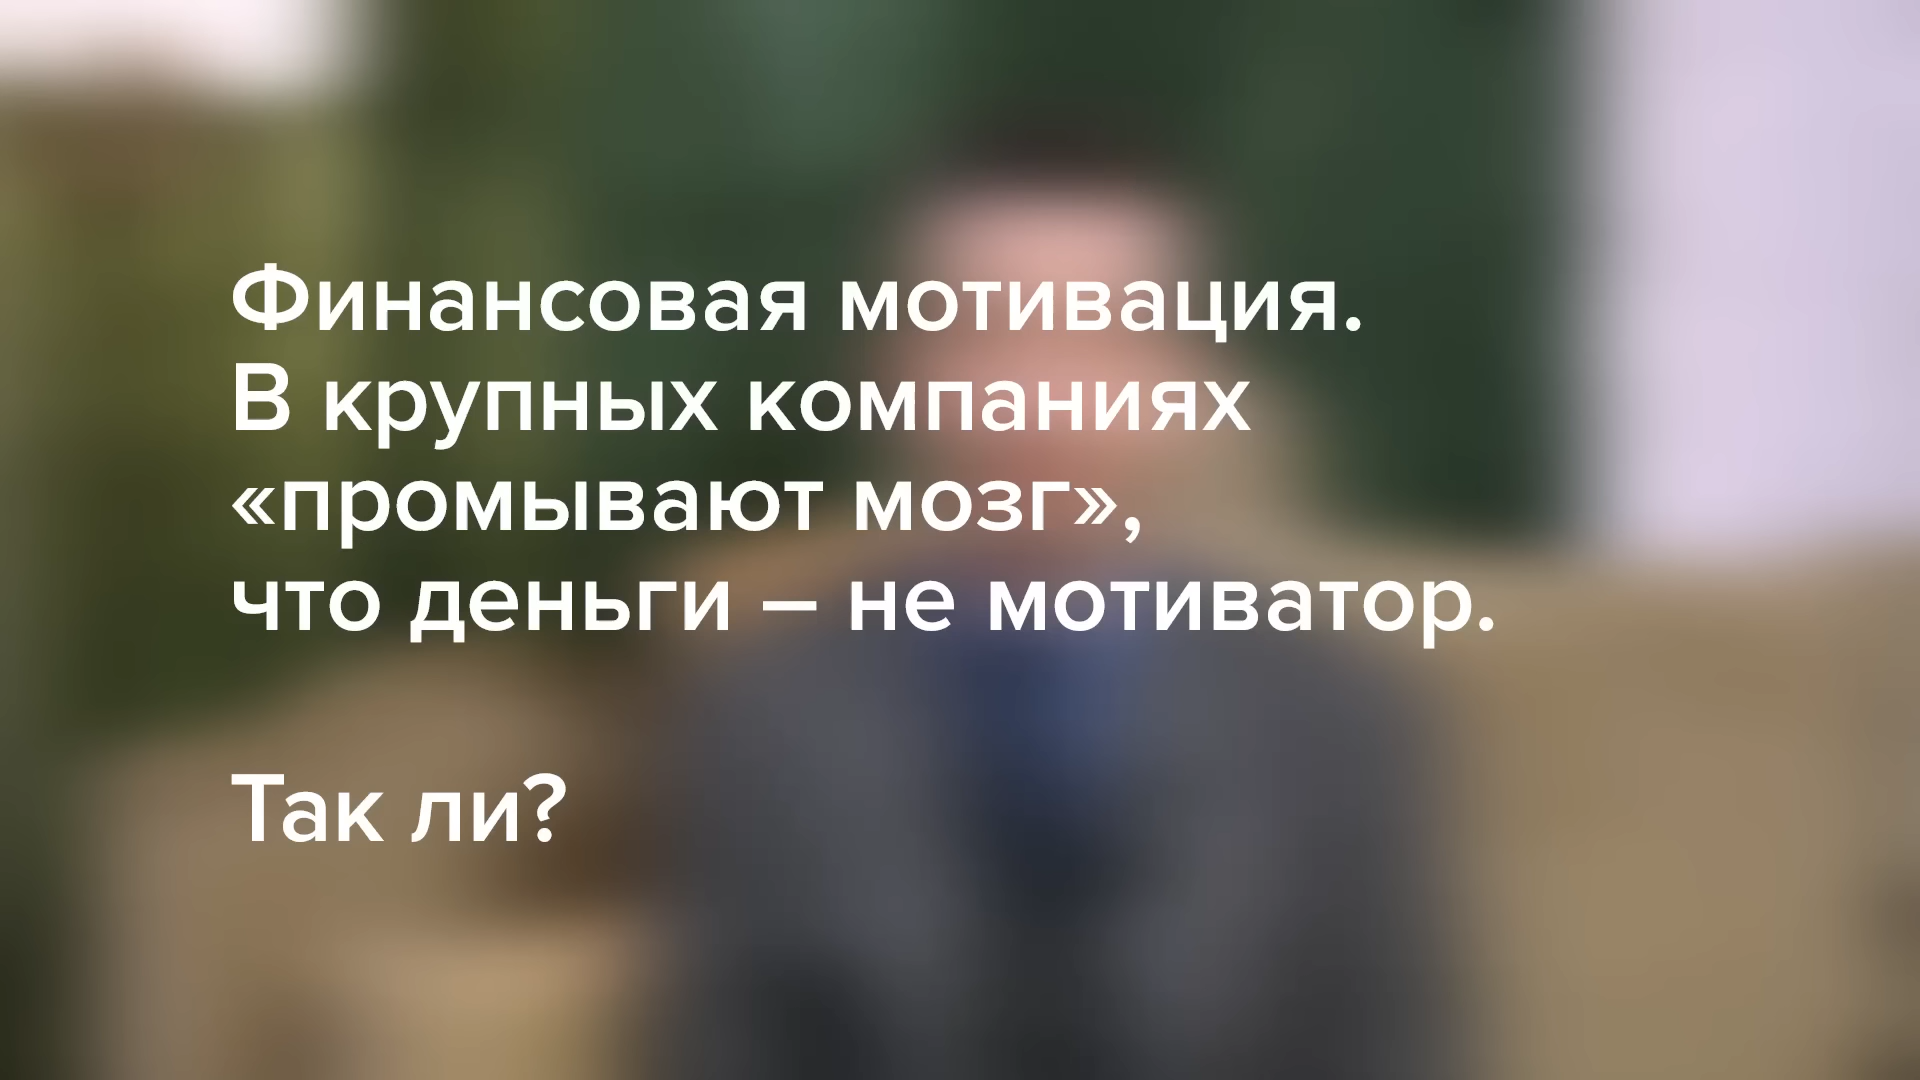 Финансовая мотивация.
В крупных компаниях
«промывают мозг»,
что деньги – не мотиватор.
Так ли?